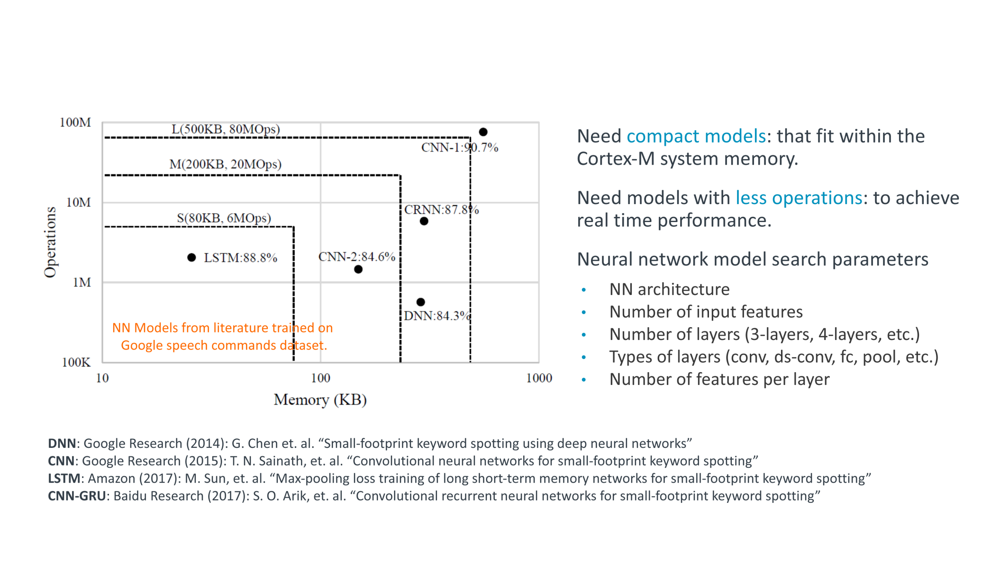 100M
L(500KB, 80MOps)
CNN-1:90.7%
M(200KB, 20MOps)
10M
CRNN:87.8%
S(80KB, 6MOps)
Operations
LSTM:88.8%
CNN-2:84.6%
1M
DNN:84.3%
NN Models from literature trained on
Google speech commands dataset.
100K
10
100
1000
Memory (KB)
Need compact models: that fit within the
Cortex-M system memory.
Need models with less operations: to achieve
real time performance.
Neural network model search parameters
• NN architecture
• Number of input features
• Number of layers (3-layers, 4-layers, etc.)
• Types of layers (conv, ds-conv, fc, pool, etc.)
• Number of features per layer
DNN: Google Research (2014): G. Chen et. al. “Small-footprint keyword spotting using deep neural networks”
CNN: Google Research (2015): T. N. Sainath, et. al. “Convolutional neural networks for small-footprint keyword spotting”
LSTM: Amazon (2017): M. Sun, et. al. “Max-pooling loss training of long short-term memory networks for small-footprint keyword spotting”
CNN-GRU: Baidu Research (2017): S. O. Arik, et. al. “Convolutional recurrent neural networks for small-footprint keyword spotting”